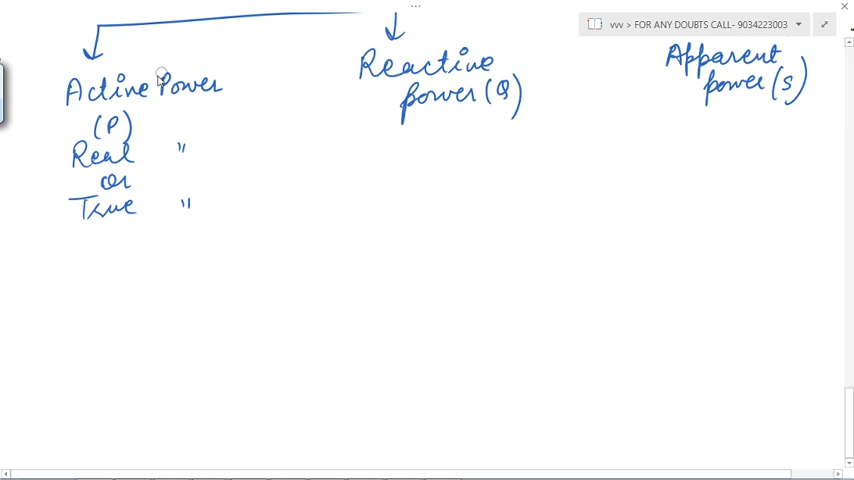 ...
vvv > FOR ANY DOUBTS CALL- 9034223003
Active Power
(P)
Real "
or
True "
Reactive
power (Q)
Apparent
power (S)